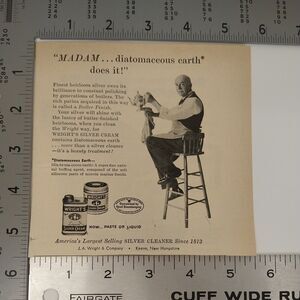 "MADAM... diatomaceous earth*
does it!"
Finest heirloom silver owes its
brilliance to constant polishing
by generations of butlers. The
rich patina acquired in this way
is called a Butler Finish.
Your silver will shine with
the lustre of butler-finished
heirlooms, when you clean
the Wright way, for
WRIGHT'S SILVER CREAM
contains diatomaceous earth
... more than a silver cleaner
—it's a beauty treatment!
*Diatomaceous Earth—
WRIGHT'S
SILVER CREAM
NOW... PASTE OR LIQUID
America's Largest Selling SILVER CLEANER Since 1873
J.A. Wright & Company • Keene, New Hampshire
FAIRGATE
CUFF WIDE RU